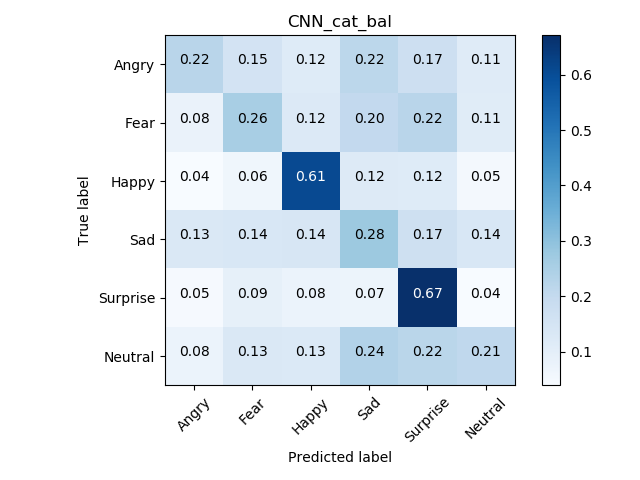 CNN_cat_bal
Angry 0.22 0.15 0.12 0.22 0.17 0.11
Fear 0.08 0.26 0.12 0.20 0.22 0.11
Happy 0.04 0.06 0.61 0.12 0.12 0.05
Sad 0.13 0.14 0.14 0.28 0.17 0.14
Surprise 0.05 0.09 0.08 0.07 0.67 0.04
Neutral 0.08 0.13 0.13 0.24 0.22 0.21
Angry Fear Happy Sad Surprise Neutral
True label
Predicted label
0.6
0.5
0.4
0.3
0.2
0.1